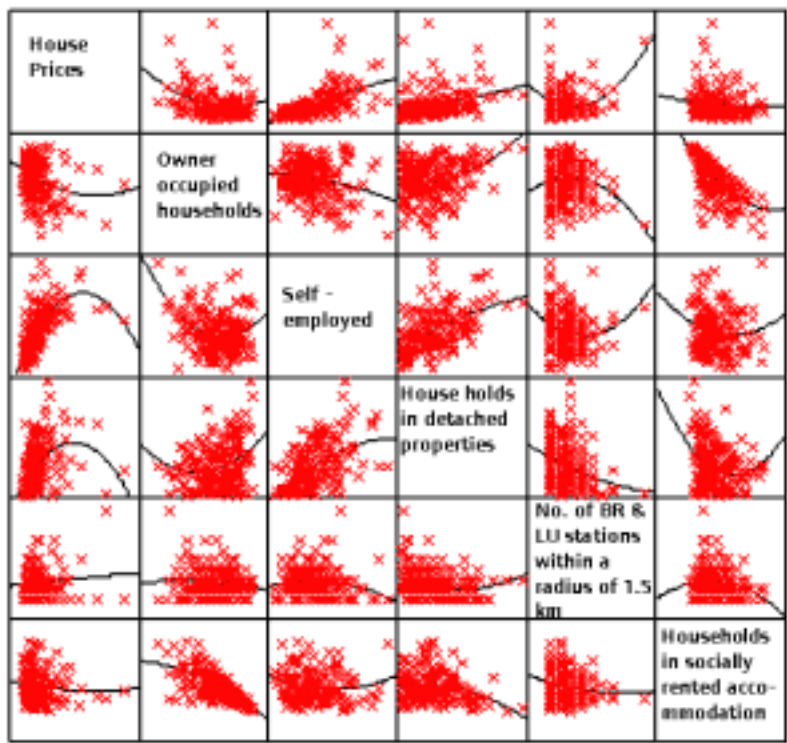 House
Prices
Owner
occupied
households
Self -
employed
House holds
in detached
properties
No. of BR &
LU stations
within a
radius of 1.5
km
Households
in socially
rented acco-
mmodation